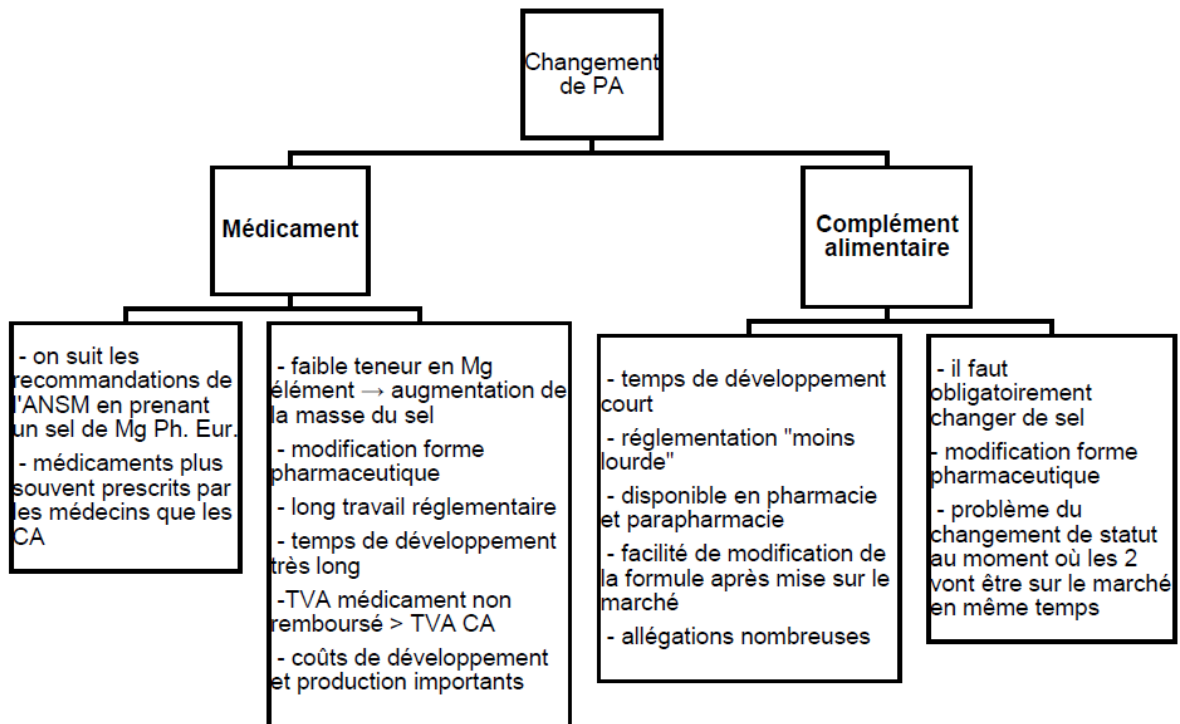 Changement
de PA
Médicament
Complément
alimentaire
- on suit les
recommandations de
l'ANSM en prenant
un sel de Mg Ph. Eur.
- médicaments plus
souvent prescrits par
les médecins que les
CA
- faible teneur en Mg
élément → augmentation de
la masse du sel
- modification forme
pharmaceutique
- long travail réglementaire
- temps de développement
très long
-TVA médicament non
remboursé > TVA CA
- coûts de développement
et production importants
- temps de développement
court
- réglementation "moins
lourde"
- disponible en pharmacie
et parapharmacie
- facilité de modification de
la formule après mise sur le
marché
- allégations nombreuses
- il faut
obligatoirement
changer de sel
- modification forme
pharmaceutique
- problème du
changement de statut
au moment où les 2
vont être sur le marché
en même temps